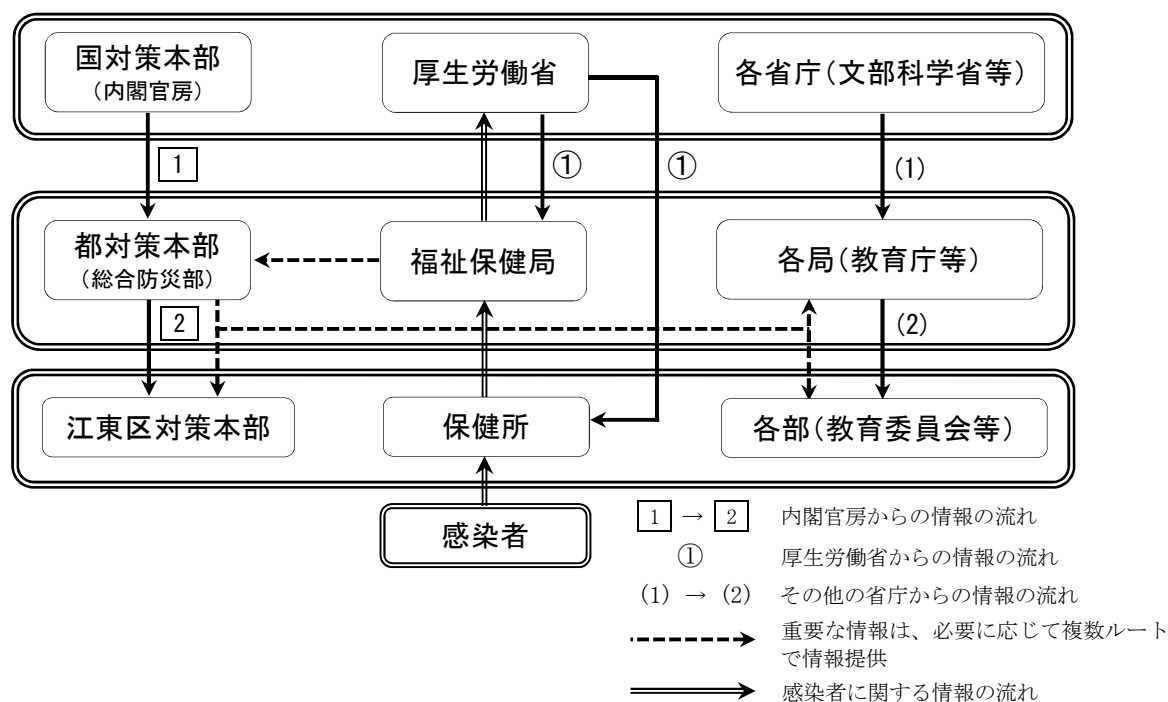 国対策本部
(内閣官房)
厚生労働省
各省庁(文部科学省等)
1
①
①
(1)
都対策本部
(総合防災部)
福祉保健局
各局(教育庁等)
2
(2)
江東区対策本部
保健所
各部(教育委員会等)
感染者
1 → 2 内閣官房からの情報の流れ
① 厚生労働省からの情報の流れ
(1) → (2) その他の省庁からの情報の流れ
重要な情報は、必要に応じて複数ルート
で情報提供
感染者に関する情報の流れ